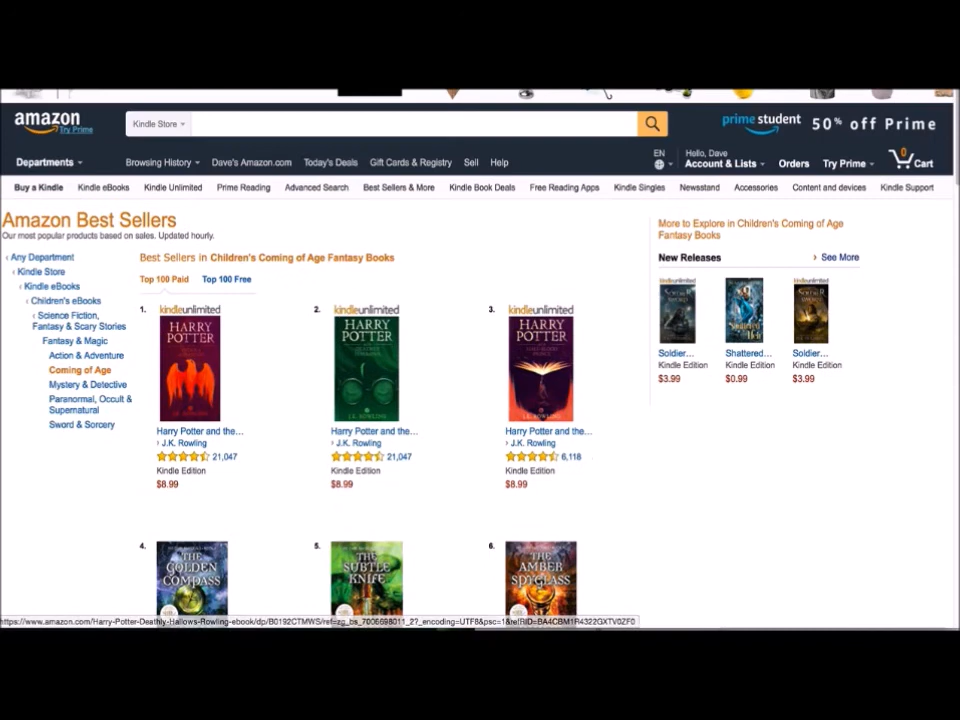 amazon
Try Prime
Kindle Store
prime student 50% off Prime
Departments
Browsing History
Dave's Amazon.com
Today's Deals
Gift Cards & Registry
Sell
Help
EN
Hello, Dave
Account & Lists
Orders
Try Prime
0
Cart
Buy a Kindle
Kindle eBooks
Kindle Unlimited
Prime Reading
Advanced Search
Best Sellers & More
Kindle Book Deals
Free Reading Apps
Kindle Singles
Newsstand
Accessories
Content and devices
Kindle Support
Amazon Best Sellers
Our most popular products based on sales. Updated hourly.
‹ Any Department
‹ Kindle Store
‹ Kindle eBooks
‹ Children's eBooks
‹ Science Fiction,
Fantasy & Scary Stories
Fantasy & Magic
Action & Adventure
Coming of Age
Mystery & Detective
Paranormal, Occult &
Supernatural
Sword & Sorcery
Best Sellers in Children's Coming of Age Fantasy Books
Top 100 Paid
Top 100 Free
1.
kindleunlimited
HARRY
POTTER
J.K. ROWLING
Harry Potter and the...
› J.K. Rowling
21,047
Kindle Edition
$8.99
2.
kindleunlimited
HARRY
POTTER
J.K. ROWLING
Harry Potter and the...
› J.K. Rowling
21,047
Kindle Edition
$8.99
3.
kindleunlimited
HARRY
POTTER
J.K. ROWLING
Harry Potter and the...
› J.K. Rowling
6,118
Kindle Edition
$8.99
4.
THE
GOLDEN
COMPASS
5.
THE
SUBTLE
KNIFE
6.
THE
AMBER
SPYGLASS
More to Explore in Children's Coming of Age
Fantasy Books
New Releases
› See More
kindleunlimited
Soldier...
Kindle Edition
$3.99
Shattered...
Kindle Edition
$0.99
kindleunlimited
Soldier...
Kindle Edition
$3.99